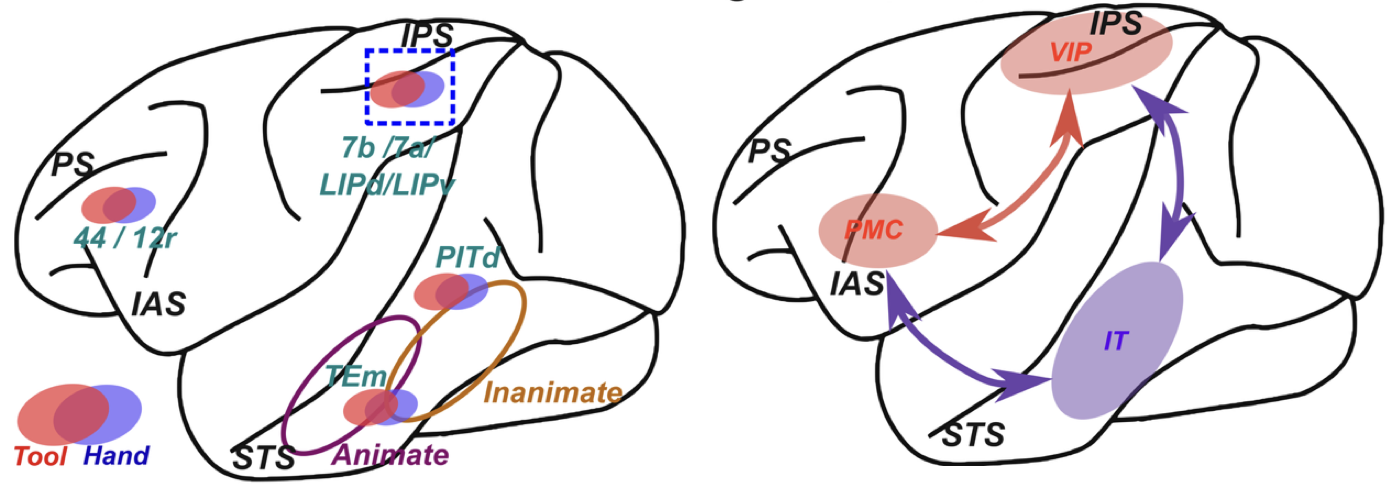 IPS
7b /7a/
LIPd/LIPv
PS
44 / 12r
PITd
IAS
TEm
Inanimate
Tool Hand
STS
Animate
IPS
VIP
PS
PMC
IAS
IT
STS